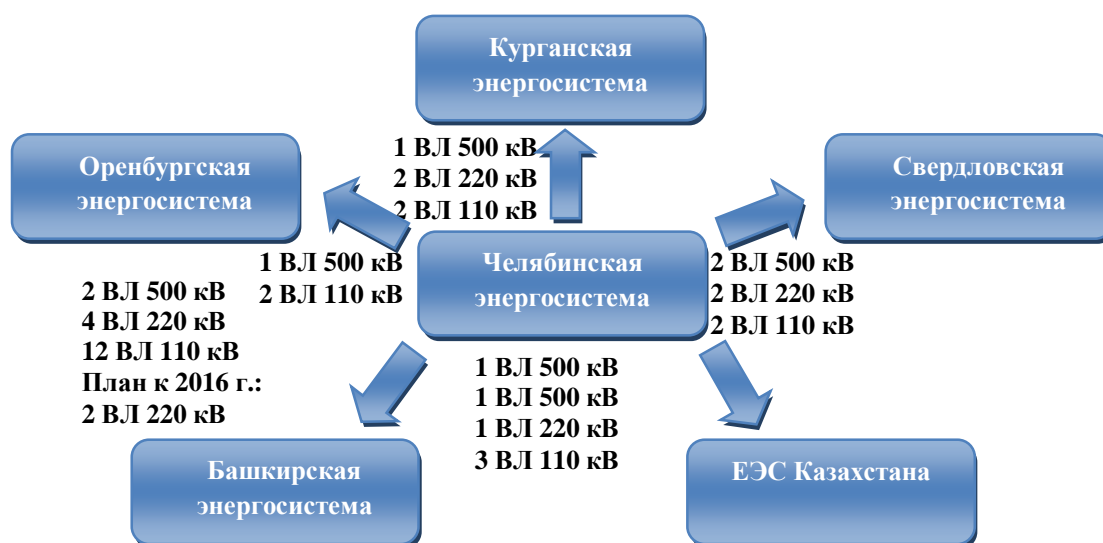 Курганская
энергосистема
1 ВЛ 500 кВ
2 ВЛ 220 кВ
2 ВЛ 110 кВ
Оренбургская
энергосистема
Свердловская
энергосистема
1 ВЛ 500 кВ
2 ВЛ 110 кВ
Челябинская
энергосистема
2 ВЛ 500 кВ
2 ВЛ 220 кВ
2 ВЛ 110 кВ
2 ВЛ 500 кВ
4 ВЛ 220 кВ
12 ВЛ 110 кВ
План к 2016 г.:
2 ВЛ 220 кВ
1 ВЛ 500 кВ
1 ВЛ 500 кВ
1 ВЛ 220 кВ
3 ВЛ 110 кВ
Башкирская
энергосистема
ЕЭС Казахстана